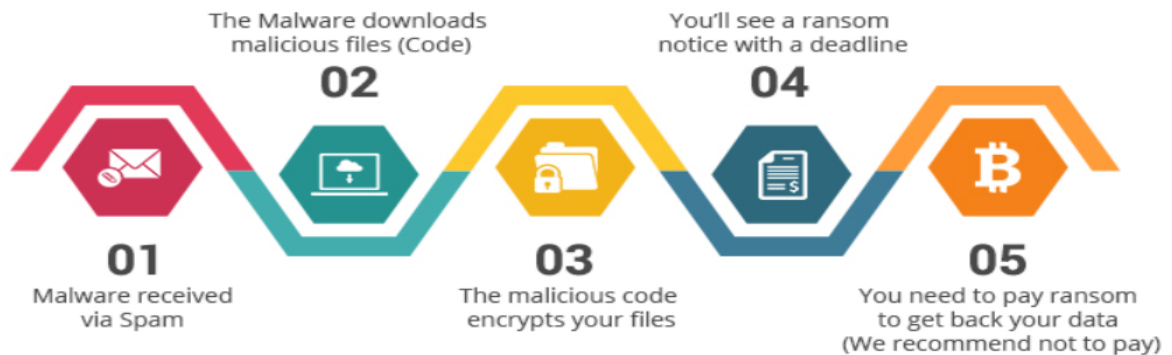 01
Malware received
via Spam
The Malware downloads
malicious files (Code)
02
03
The malicious code
encrypts your files
You'll see a ransom
notice with a deadline
04
$
05
You need to pay ransom
to get back your data
(We recommend not to pay)